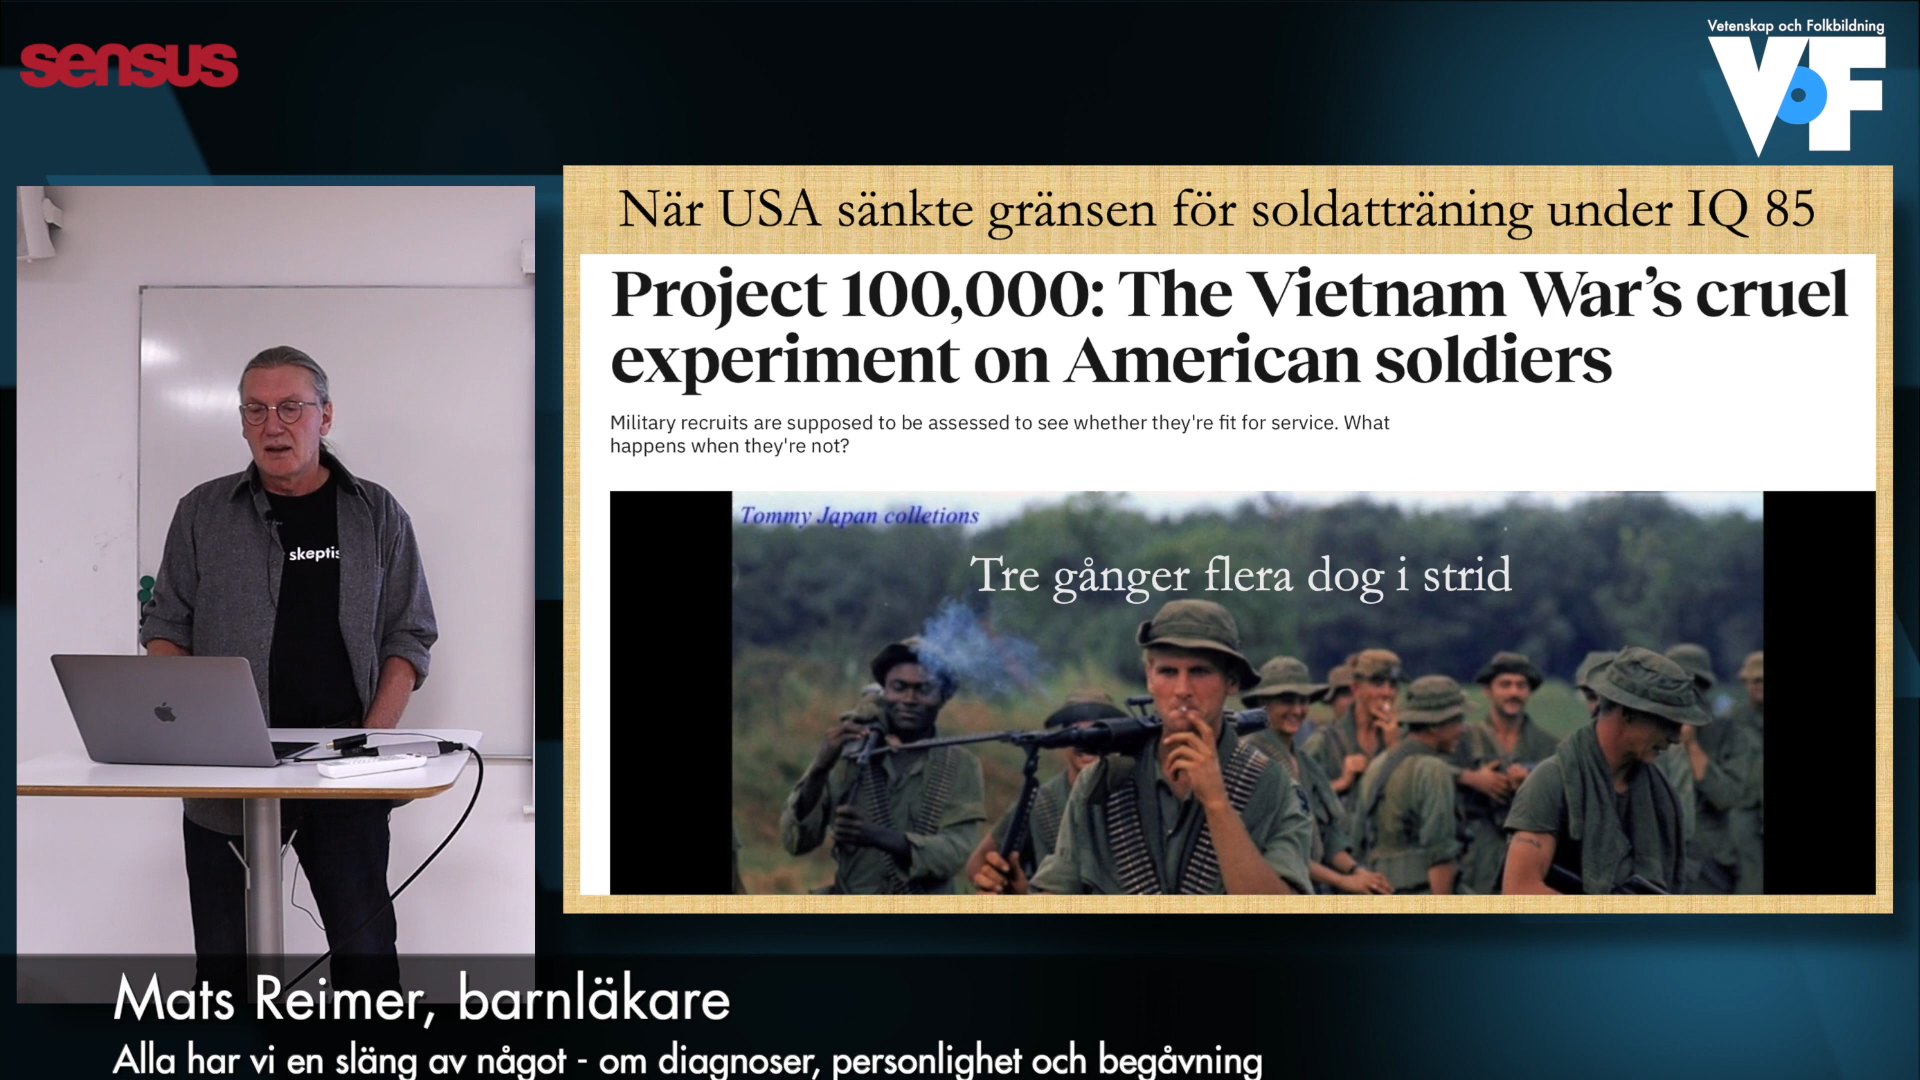 sensus
Vetenskap och Folkbildning
VoF
När USA sänkte gränsen för soldatträning under IQ 85
Project 100,000: The Vietnam War’s cruel
experiment on American soldiers
Military recruits are supposed to be assessed to see whether they're fit for service. What
happens when they're not?
Tommy Japan colletions
Tre gånger flera dog i strid
skeptis
Mats Reimer, barnläkare
Alla har vi en släng av något - om diagnoser, personlighet och begåvning